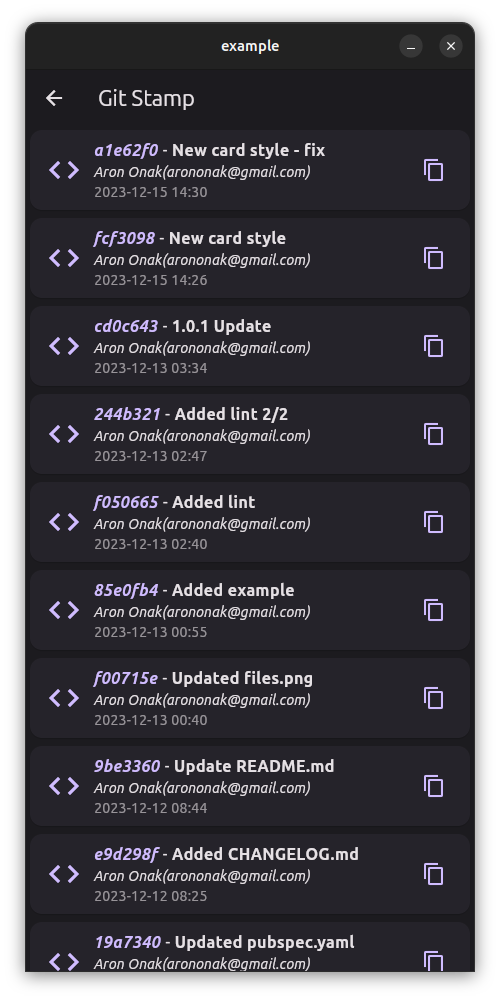 example
Git Stamp
a1e62f0 - New card style - fix
Aron Onak(arononak@gmail.com)
2023-12-15 14:30
fcf3098 - New card style
Aron Onak(arononak@gmail.com)
2023-12-15 14:26
cd0c643 - 1.0.1 Update
Aron Onak(arononak@gmail.com)
2023-12-13 03:34
244b321 - Added lint 2/2
Aron Onak(arononak@gmail.com)
2023-12-13 02:47
f050665 - Added lint
Aron Onak(arononak@gmail.com)
2023-12-13 02:40
85e0fb4 - Added example
Aron Onak(arononak@gmail.com)
2023-12-13 00:55
f00715e - Updated files.png
Aron Onak(arononak@gmail.com)
2023-12-13 00:40
9be3360 - Update README.md
Aron Onak(arononak@gmail.com)
2023-12-12 08:44
e9d298f - Added CHANGELOG.md
Aron Onak(arononak@gmail.com)
2023-12-12 08:25
19a7340 - Updated pubspec.yaml
Aron Onak(arononak@gmail.com)